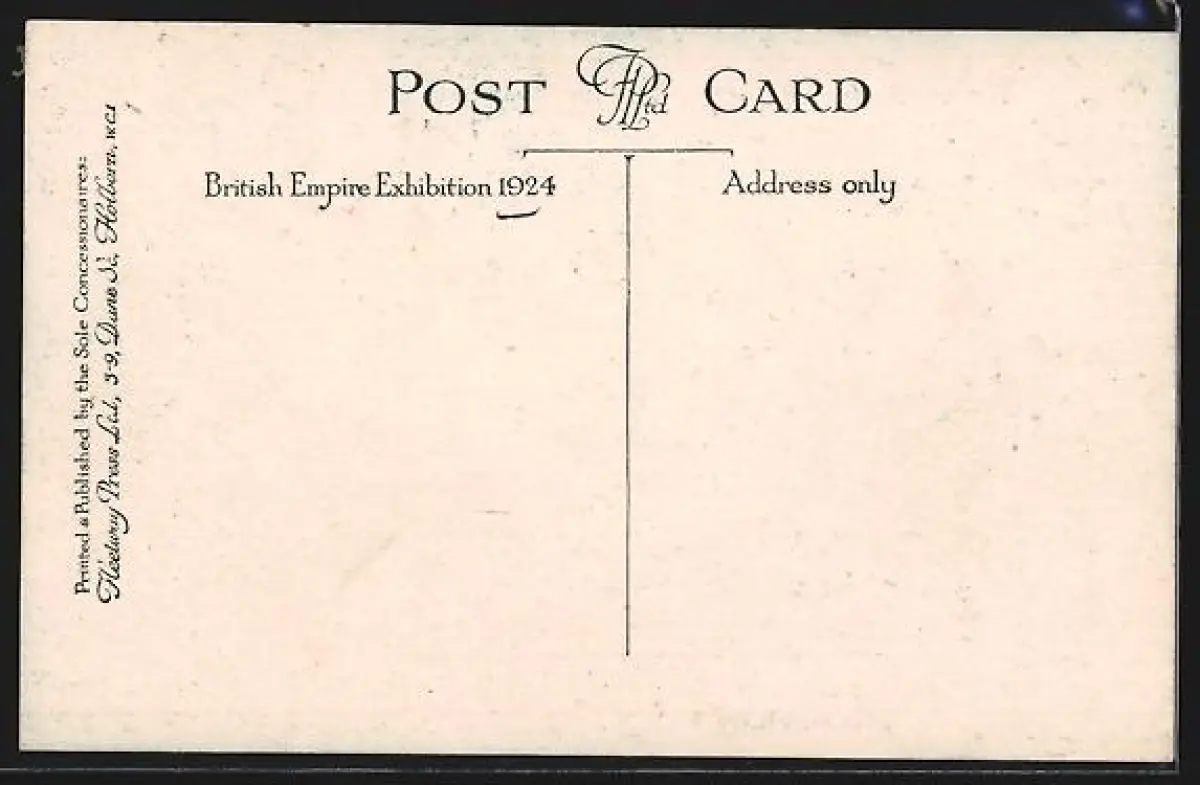 POST FPLtd CARD
British Empire Exhibition 1924
Address only
Printed & Published by the Sole Concessionaires:
Fleetway Press Ltd, 3-9, Dane St, Holborn, W.C.1